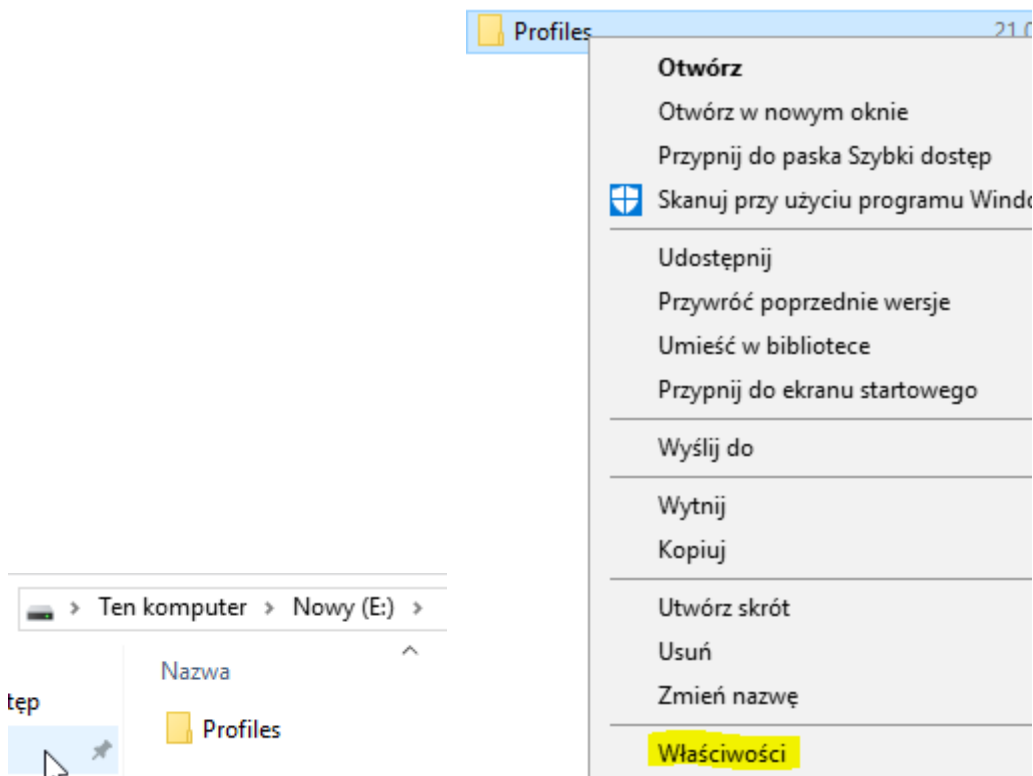 Profiles 21.0
Otwórz
Otwórz w nowym oknie
Przypnij do paska Szybki dostęp
Skanuj przy użyciu programu Windo
Udostępnij
Przywróć poprzednie wersje
Umieść w bibliotece
Przypnij do ekranu startowego
Wyślij do
Wytnij
Kopiuj
Utwórz skrót
Usuń
Zmień nazwę
Właściwości
Ten komputer > Nowy (E:) >
Nazwa
tęp
Profiles